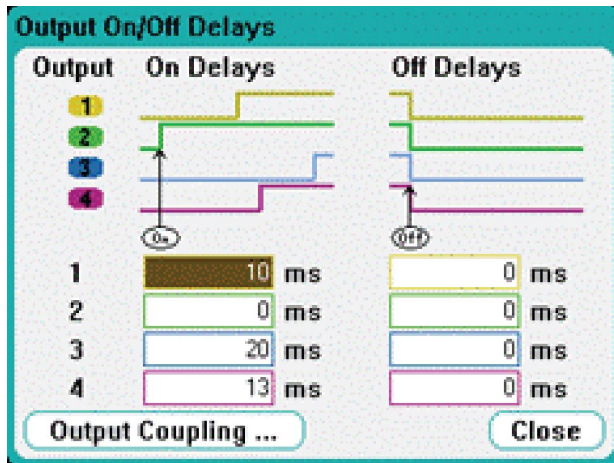 Output On/Off Delays
Output On Delays Off Delays
1
2
3
4
On Off
1 10 ms 0 ms
2 0 ms 0 ms
3 20 ms 0 ms
4 13 ms 0 ms
Output Coupling ... Close